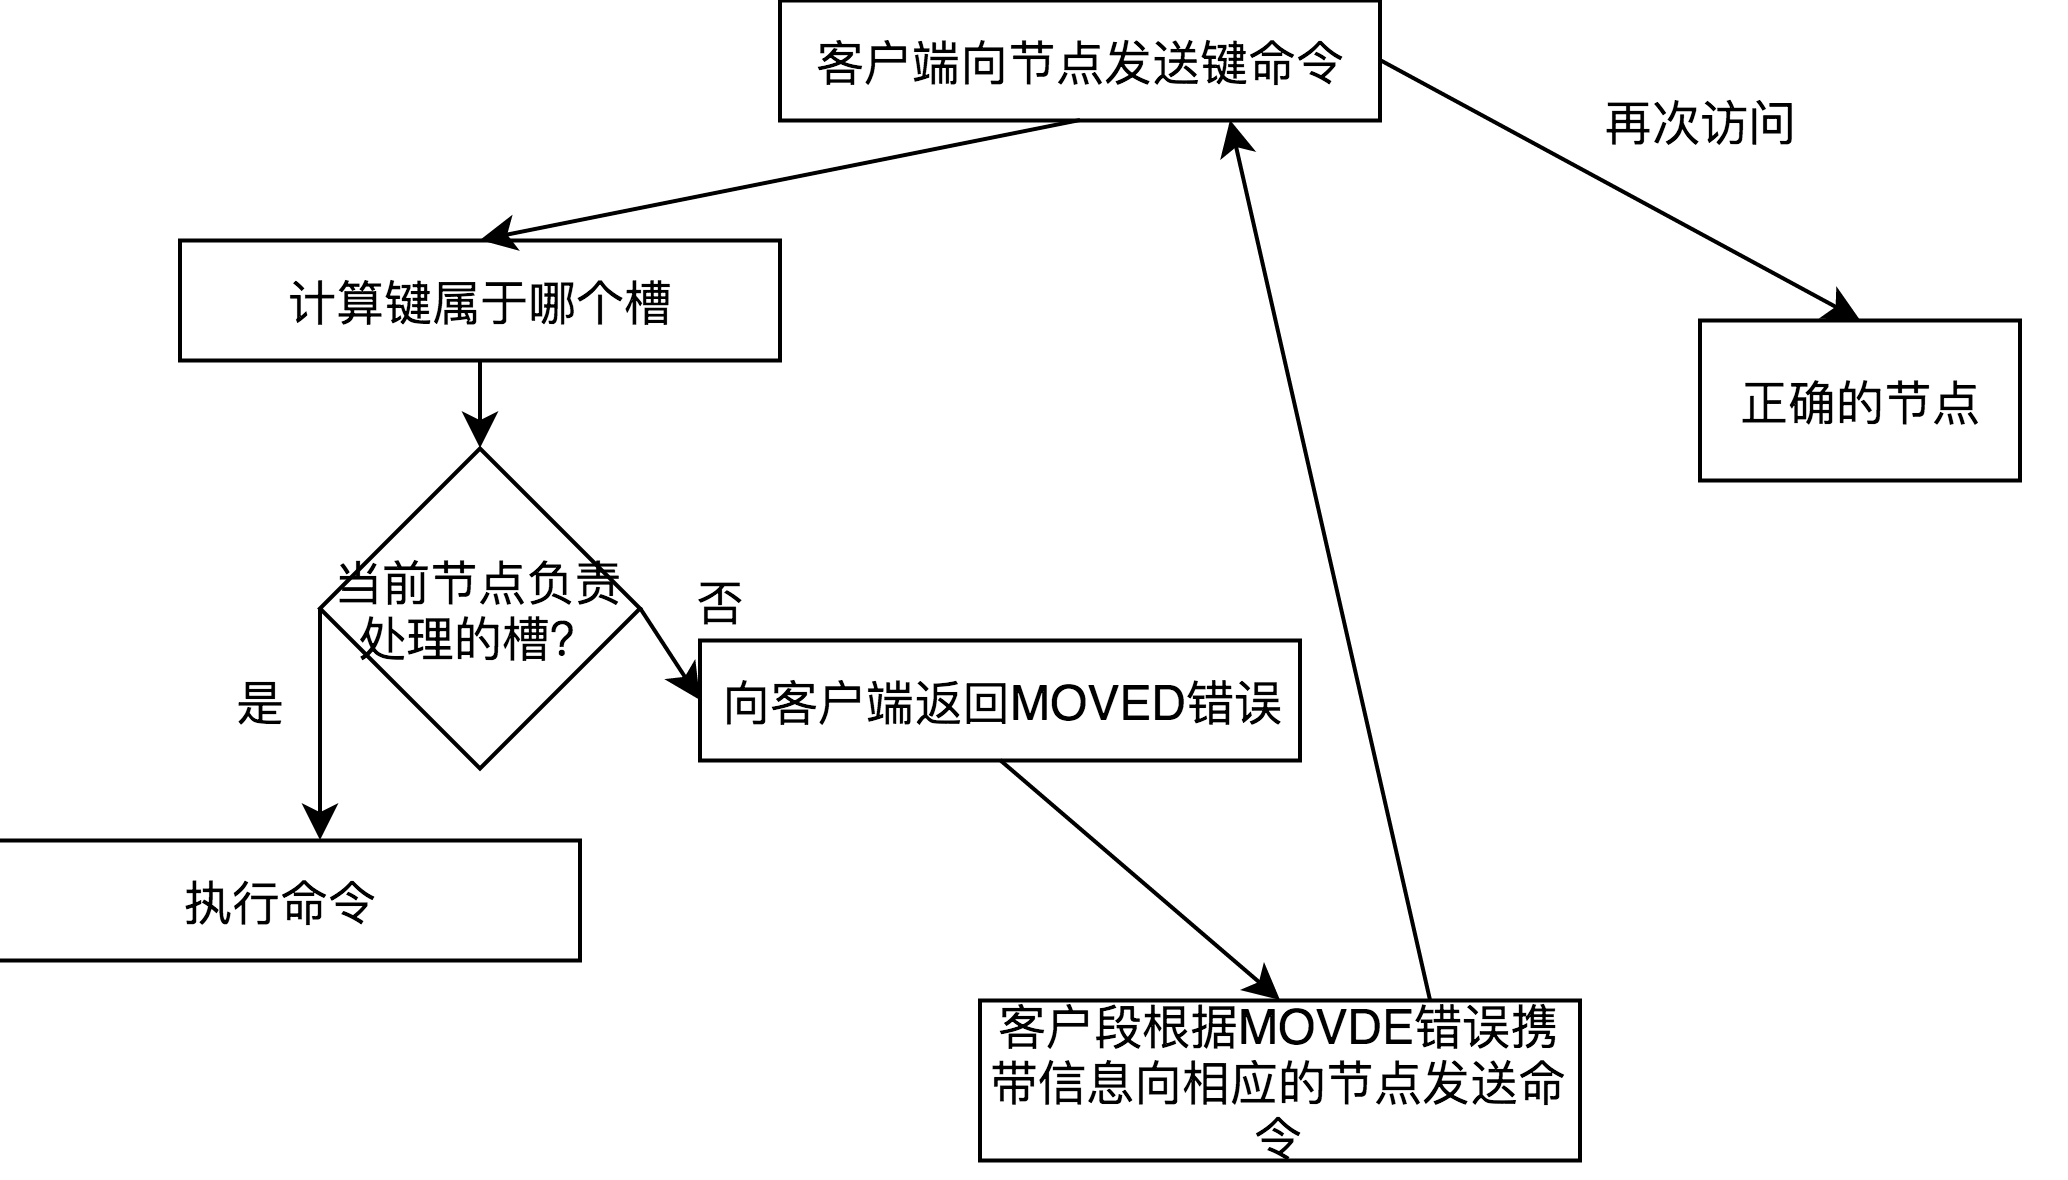 客户端向节点发送键命令
再次访问
计算键属于哪个槽
正确的节点
当前节点负责
处理的槽?
否
是
向客户端返回MOVED错误
执行命令
客户段根据MOVDE错误携
带信息向相应的节点发送命
令